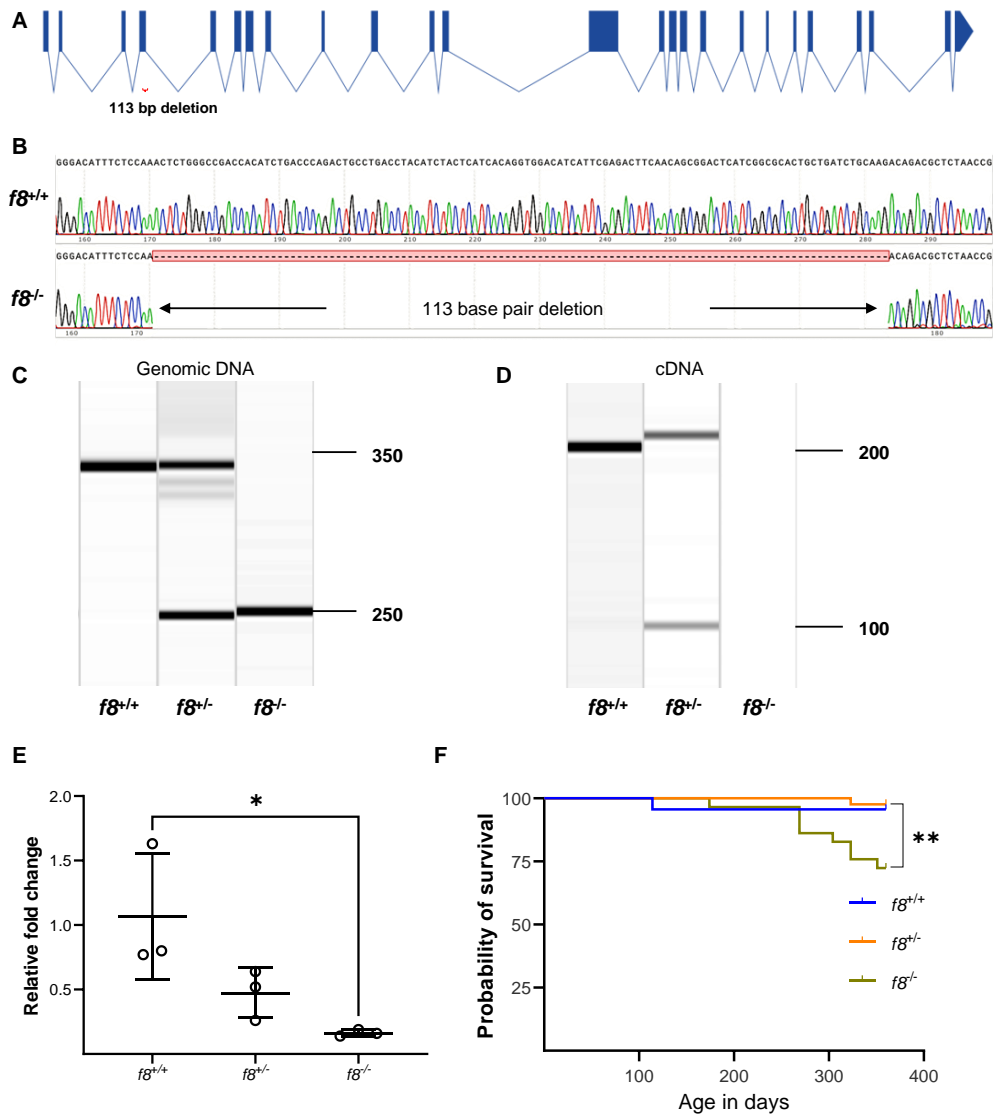 A
113 bp deletion
B
GGGACATTTCTCCAAACTCTGGGCCGACCACATCTGACCCAGACTGCCTGACCTACATCTACTCATCACAGGTGGACATCATTCGAGACTTCAACAGCGGACTCATCGGCGCACTGCTGATCTGCAAGACAGACGCTCTAACCG
f8+/+
160 170 180 190 200 210 220 230 240 250 260 270 280 290
GGGACATTTCTCCAA ACAGACGCTCTAACCG
f8-/-
113 base pair deletion
160 170 180
C
Genomic DNA
350
250
f8+/+ f8+/- f8-/-
D
cDNA
200
100
f8+/+ f8+/- f8-/-
E
Relative fold change
2.0
1.5
1.0
0.5
*
f8+/+ f8+/- f8-/-
F
Probability of survival
100
75
50
25
**
f8+/+
f8+/-
f8-/-
100 200 300 400
Age in days